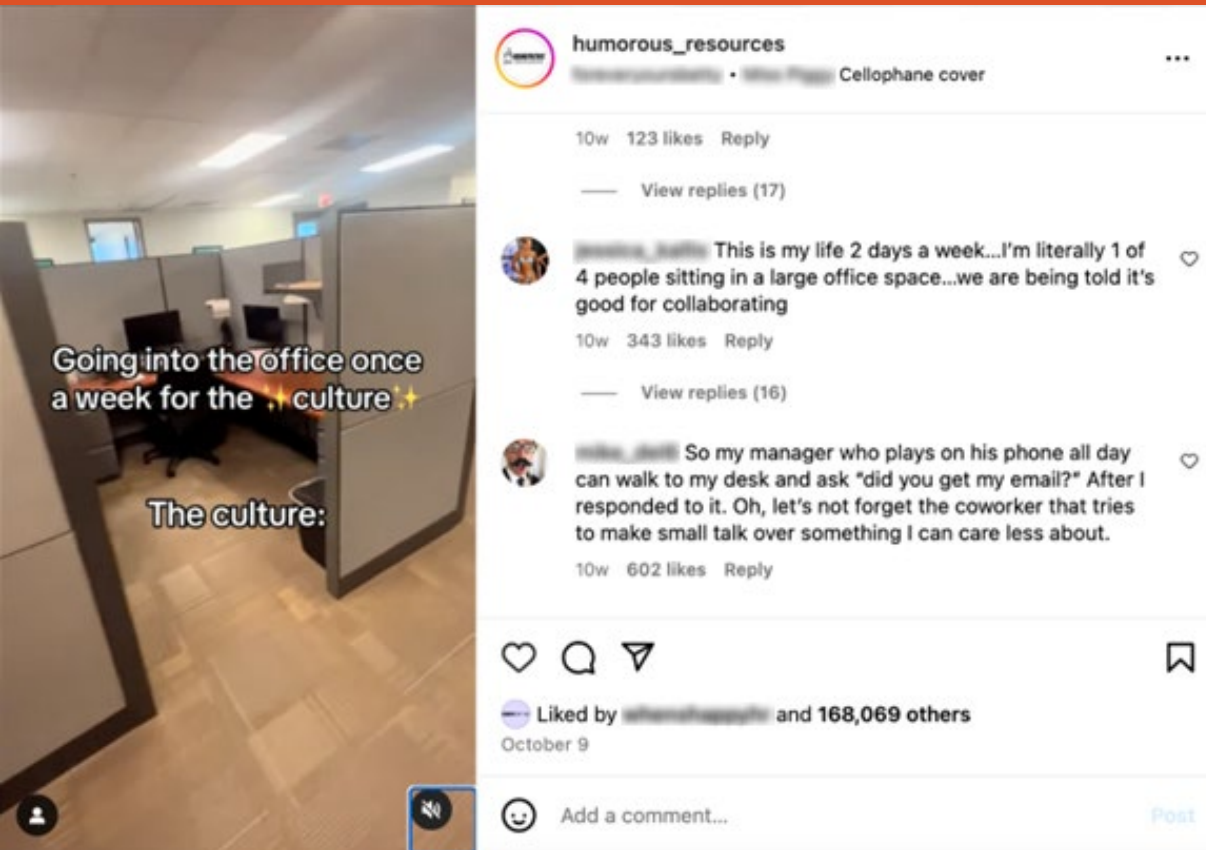 Going into the office once
a week for the ✨culture✨
The culture:
humorous_resources
• Cellophane cover
10w 123 likes Reply
View replies (17)
This is my life 2 days a week...I'm literally 1 of
4 people sitting in a large office space...we are being told it's
good for collaborating
10w 343 likes Reply
View replies (16)
So my manager who plays on his phone all day
can walk to my desk and ask "did you get my email?" After I
responded to it. Oh, let's not forget the coworker that tries
to make small talk over something I can care less about.
10w 602 likes Reply
Liked by and 168,069 others
October 9
Add a comment...
Post